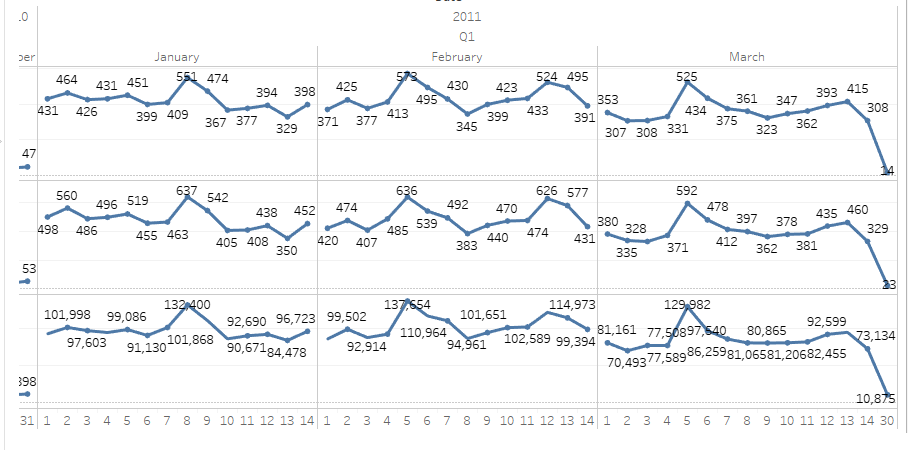 2011
Q1
January February March
47 431 464 426 431 451 399 409 551 474 367 377 394 329 398 371 425 377 413 573 495 430 345 399 423 433 524 495 391 353 307 308 331 525 434 375 361 323 347 362 393 415 308 14
53 498 560 486 496 519 455 463 637 542 405 408 438 350 452 420 474 407 485 636 539 492 383 440 470 474 626 577 431 380 335 328 371 592 478 412 397 362 378 381 435 460 329 23
101,998 97,603 99,086 91,130 132,400 101,868 90,671 92,690 84,478 96,723 99,502 92,914 137,654 110,964 94,961 101,651 102,589 114,973 99,394 81,161 70,493 77,589 77,508 129,982 97,640 86,259 81,065 80,865 81,206 82,455 92,599 73,134 10,875
31 1 2 3 4 5 6 7 8 9 10 11 12 13 14 1 2 3 4 5 6 7 8 9 10 11 12 13 14 1 2 3 4 5 6 7 8 9 10 11 12 13 14 30